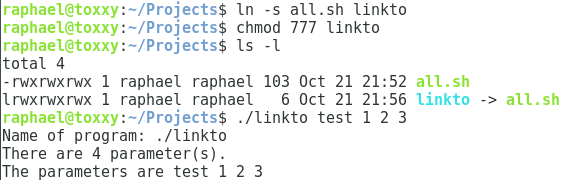 raphael@toxxy:~/Projects$ ln -s all.sh linkto
raphael@toxxy:~/Projects$ chmod 777 linkto
raphael@toxxy:~/Projects$ ls -l
total 4
-rwxrwxrwx 1 raphael raphael 103 Oct 21 21:52 all.sh
lrwxrwxrwx 1 raphael raphael   6 Oct 21 21:56 linkto -> all.sh
raphael@toxxy:~/Projects$ ./linkto test 1 2 3
Name of program: ./linkto
There are 4 parameter(s).
The parameters are test 1 2 3